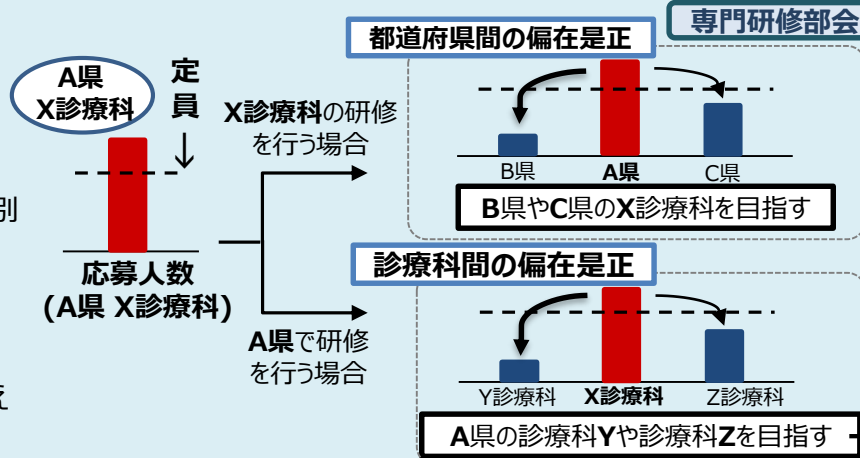 専門研修部会
都道府県間の偏在是正
A県
X診療科
定
員
↓
X診療科の研修
を行う場合
B県
A県
C県
B県やC県のX診療科を目指す
別
応募人数
(A県 X診療科)
診療科間の偏在是正
A県で研修
を行う場合
Y診療科
X診療科
Z診療科
え
A県の診療科Yや診療科Zを目指す